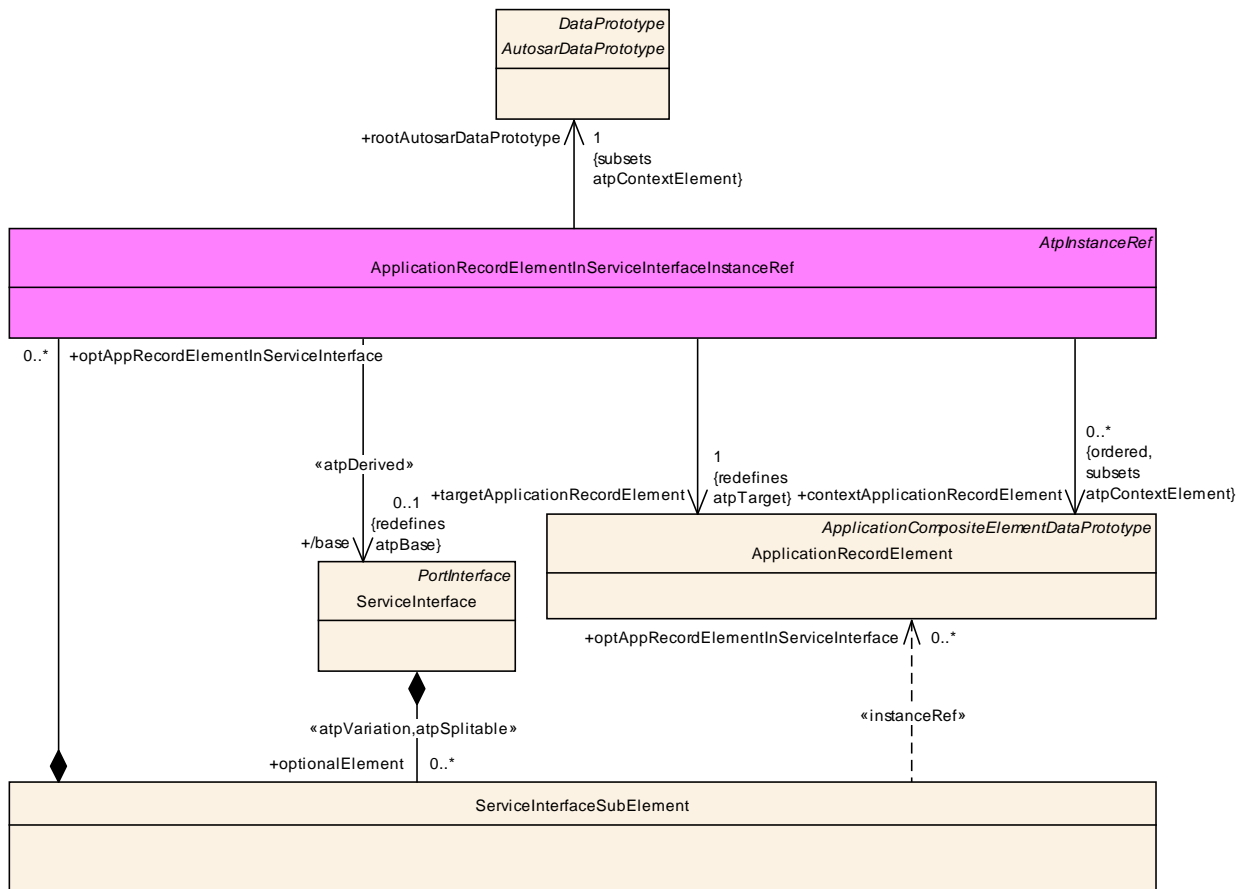 DataPrototype
AutosarDataPrototype
+rootAutosarDataPrototype
1
{subsets
atpContextElement}
AtpInstanceRef
ApplicationRecordElementInServiceInterfaceInstanceRef
0..*
+optAppRecordElementInServiceInterface
«atpDerived»
0..1
{redefines
atpBase}
+/base
+targetApplicationRecordElement
1
{redefines
atpTarget}
+contextApplicationRecordElement
0..*
{ordered,
subsets
atpContextElement}
ApplicationCompositeElementDataPrototype
ApplicationRecordElement
PortInterface
ServiceInterface
+optAppRecordElementInServiceInterface
0..*
«atpVariation,atpSplitable»
«instanceRef»
+optionalElement
0..*
ServiceInterfaceSubElement